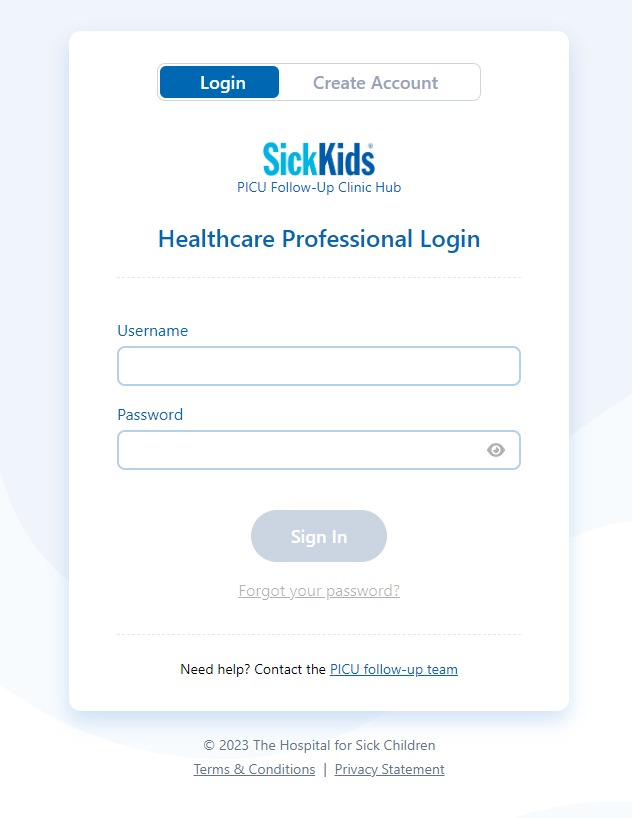 Login Create Account
SickKids®
PICU Follow-Up Clinic Hub
Healthcare Professional Login
Username
Password
Sign In
Forgot your password?
Need help? Contact the PICU follow-up team
© 2023 The Hospital for Sick Children
Terms & Conditions | Privacy Statement